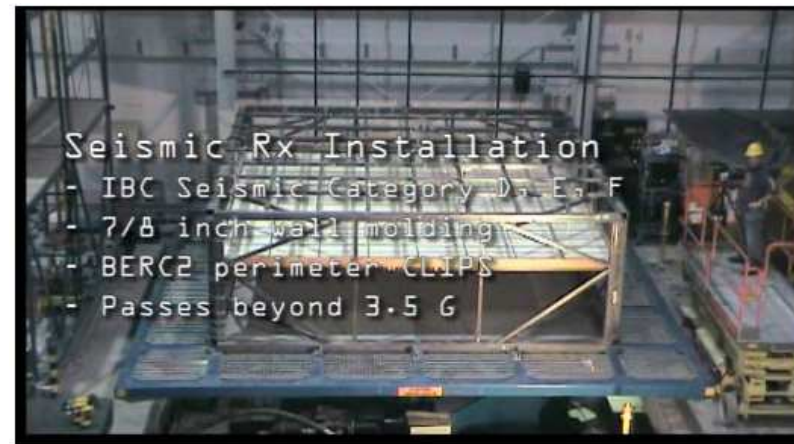 Seismic Rx Installation
- IBC Seismic Category D, E, F
- 7/8 inch wall molding
- BERC2 perimeter CLIPS
- Passes beyond 3.5 G